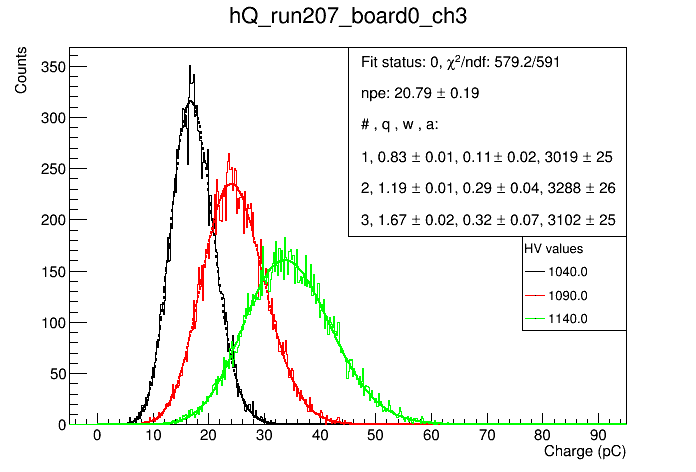 hQ_run207_board0_ch3
Counts
350
300
250
200
150
100
50
0
Fit status: 0, χ²/ndf: 579.2/591
npe: 20.79 ± 0.19
# , q , w , a:
1, 0.83 ± 0.01, 0.11± 0.02, 3019 ± 25
2, 1.19 ± 0.01, 0.29 ± 0.04, 3288 ± 26
3, 1.67 ± 0.02, 0.32 ± 0.07, 3102 ± 25
HV values
1040.0
1090.0
1140.0
0 10 20 30 40 50 60 70 80 90
Charge (pC)